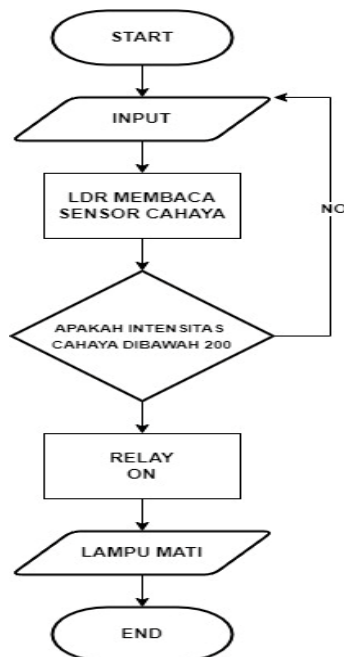 START
INPUT
LDR MEMBACA
SENSOR CAHAYA
NO
APAKAH INTENSITAS
CAHAYA DIBAWAH 200
RELAY
ON
LAMPU MATI
END